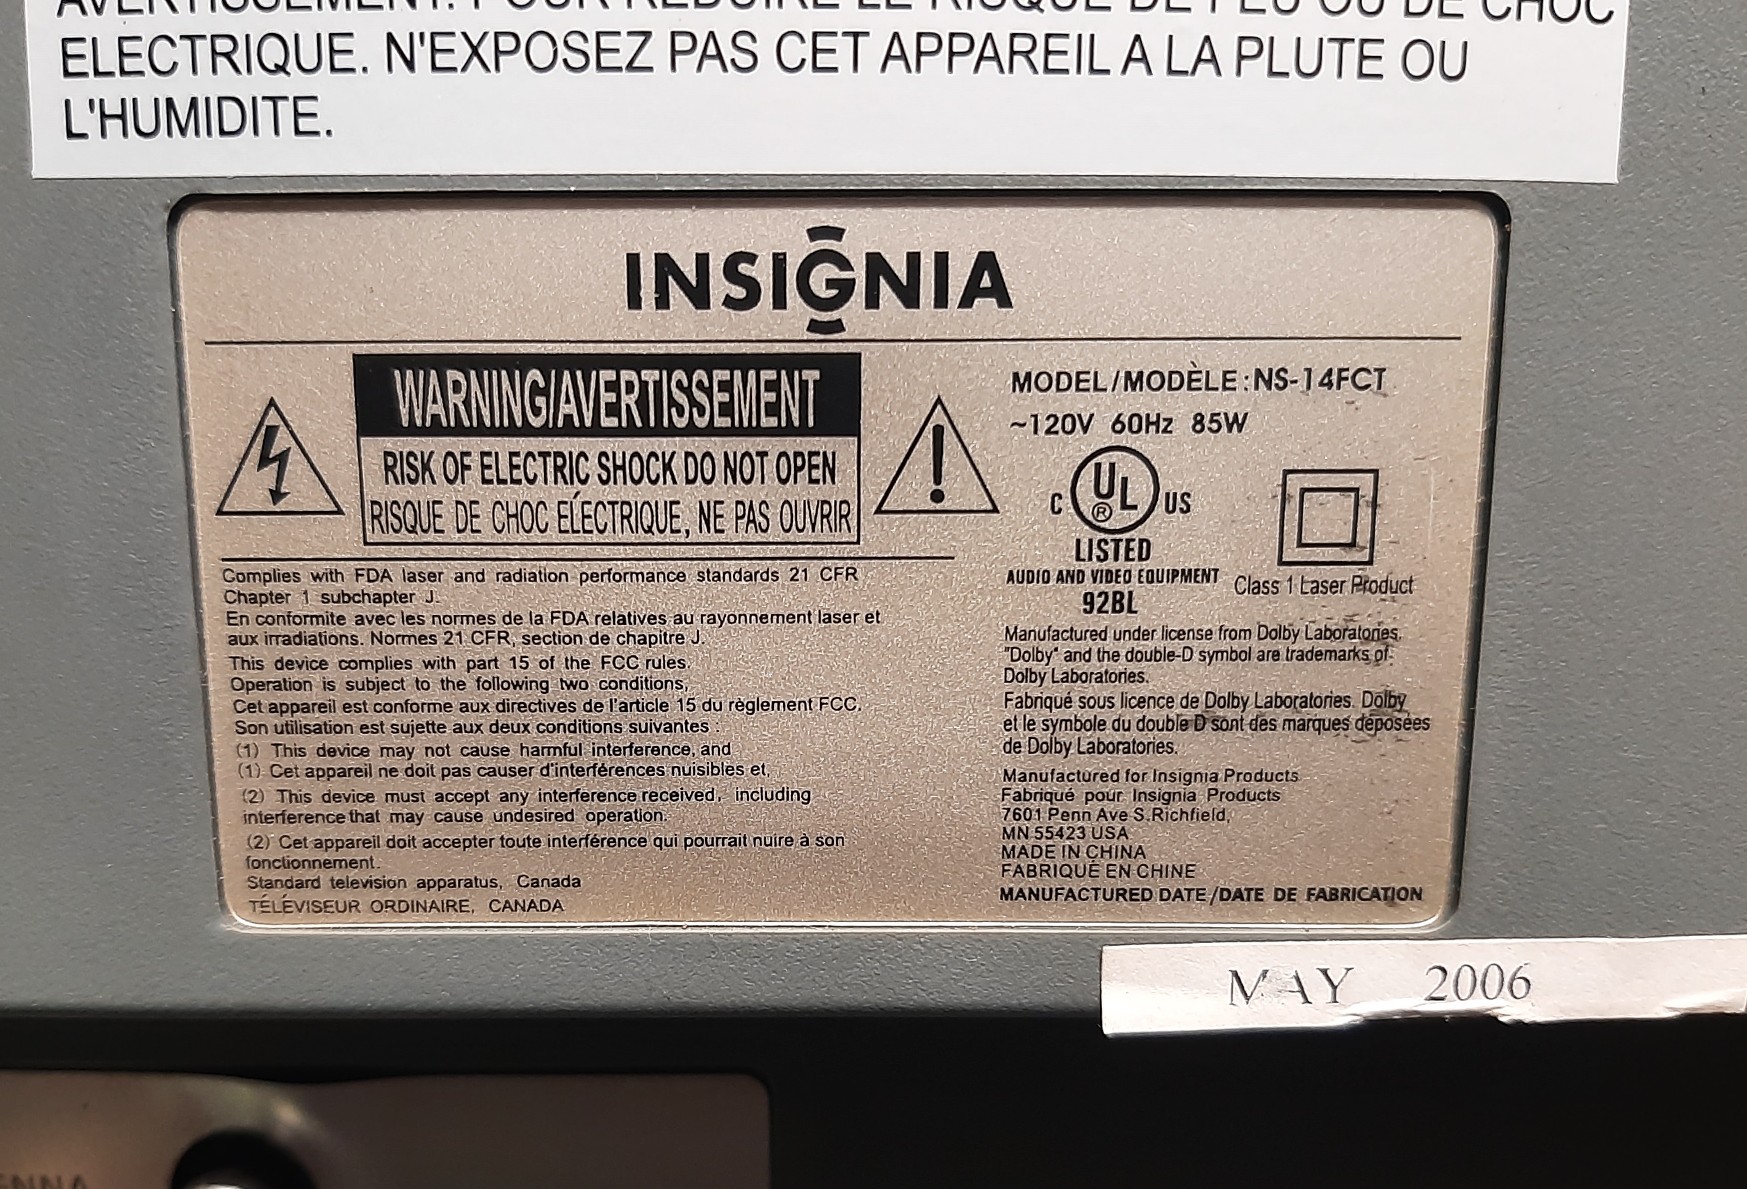 AVERTISSEMENT. POUR REDUIRE LE RISQUE DE FEU OU DE CHOC
ELECTRIQUE. N'EXPOSEZ PAS CET APPAREIL A LA PLUTE OU
L'HUMIDITE.
INSIGNIA
WARNING/AVERTISSEMENT
RISK OF ELECTRIC SHOCK DO NOT OPEN
RISQUE DE CHOC ELÉCTRIQUE, NE PAS OUVRIR
Complies with FDA laser and radiation performance standards 21 CFR
Chapter 1 subchapter J.
En conformite avec les normes de la FDA relatives au rayonnement laser et
aux irradiations. Normes 21 CFR, section de chapitre J.
This device complies with part 15 of the FCC rules.
Operation is subject to the following two conditions,
Cet appareil est conforme aux directives de l'article 15 du règlement FCC.
Son utilisation est sujette aux deux conditions suivantes :
(1) This device may not cause harmful interference, and
(1) Cet appareil ne doit pas causer d'interférences nuisibles et,
(2) This device must accept any interference received, including
interference that may cause undesired operation.
(2) Cet appareil doit accepter toute interférence qui pourrait nuire à son
fonctionnement.
Standard television apparatus, Canada
TÉLÉVISEUR ORDINAIRE, CANADA
MODEL/MODÈLE:NS-14FCT
~120V 60Hz 85W
C UL ® US
LISTED
AUDIO AND VIDEO EQUIPMENT
92BL
Class 1 Laser Product
Manufactured under license from Dolby Laboratories.
"Dolby" and the double-D symbol are trademarks of
Dolby Laboratories.
Fabriqué sous licence de Dolby Laboratories. Dolby
et le symbole du double D sont des marques déposées
de Dolby Laboratories.
Manufactured for Insignia Products
Fabriqué pour Insignia Products
7601 Penn Ave S.Richfield,
MN 55423 USA
MADE IN CHINA
FABRIQUÉ EN CHINE
MANUFACTURED DATE/DATE DE FABRICATION
MAY 2006